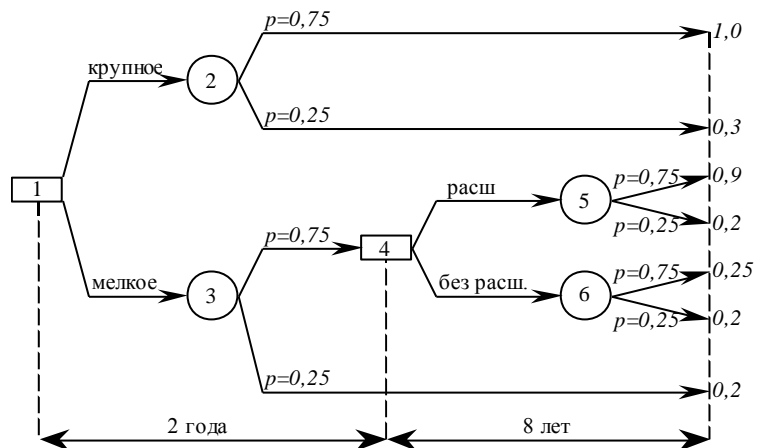 p=0,75
1,0
крупное
2
p=0,25
0,3
1
расш
5
p=0,75
0,9
p=0,25
0,2
p=0,75
4
мелкое
3
без расш.
6
p=0,75
0,25
p=0,25
0,2
p=0,25
0,2
2 года
8 лет